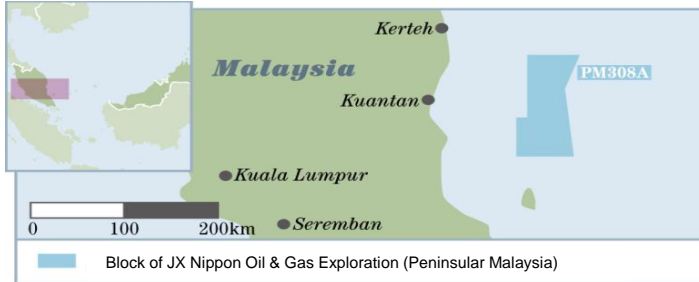 Kerteh
Malaysia
PM308A
Kuantan
Kuala Lumpur
0 100 200km
Seremban
Block of JX Nippon Oil & Gas Exploration (Peninsular Malaysia)